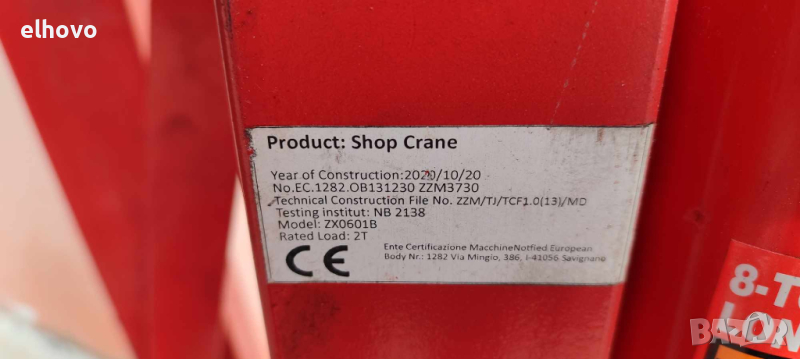 elhovo
Product: Shop Crane
Year of Construction:2020/10/20
No.EC.1282.OB131230 ZZM3730
Technical Construction File No. ZZM/TJ/TCF1.0(13)/MD
Testing institut: NB 2138
Model: ZX0601B
Rated Load: 2T
CE
Ente Certificazione MacchineNotfied European
Body Nr.: 1282 Via Mingio, 386, I-41056 Savignano
8-T
LON
BAZAR